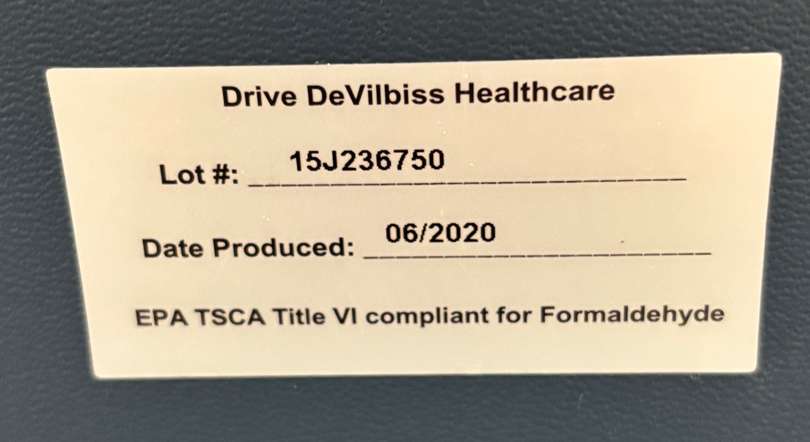 Drive DeVilbiss Healthcare
Lot #: 15J236750
Date Produced: 06/2020
EPA TSCA Title VI compliant for Formaldehyde